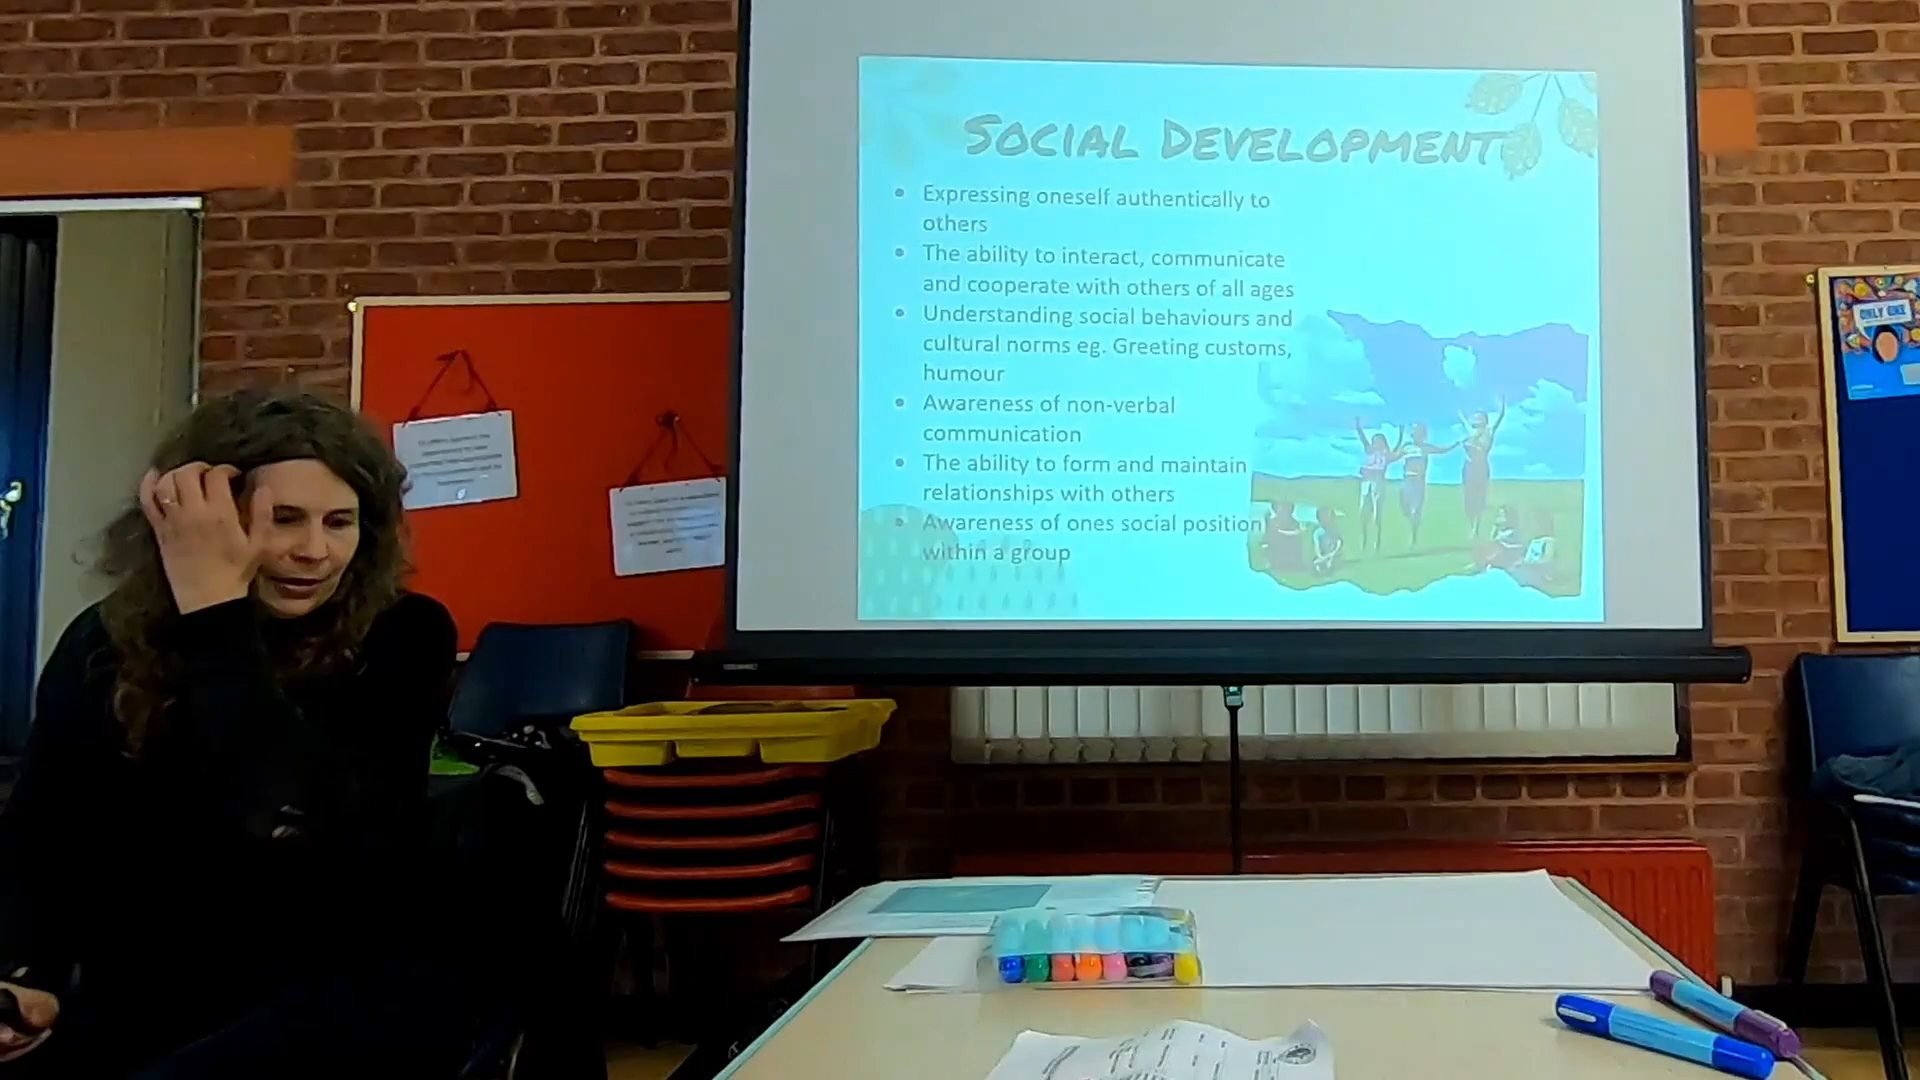 SOCIAL DEVELOPMENT
• Expressing oneself authentically to
others
• The ability to interact, communicate
and cooperate with others of all ages
• Understanding social behaviours and
cultural norms eg. Greeting customs,
humour
• Awareness of non-verbal
communication
• The ability to form and maintain
relationships with others
• Awareness of ones social position
within a group
ONLY ONE